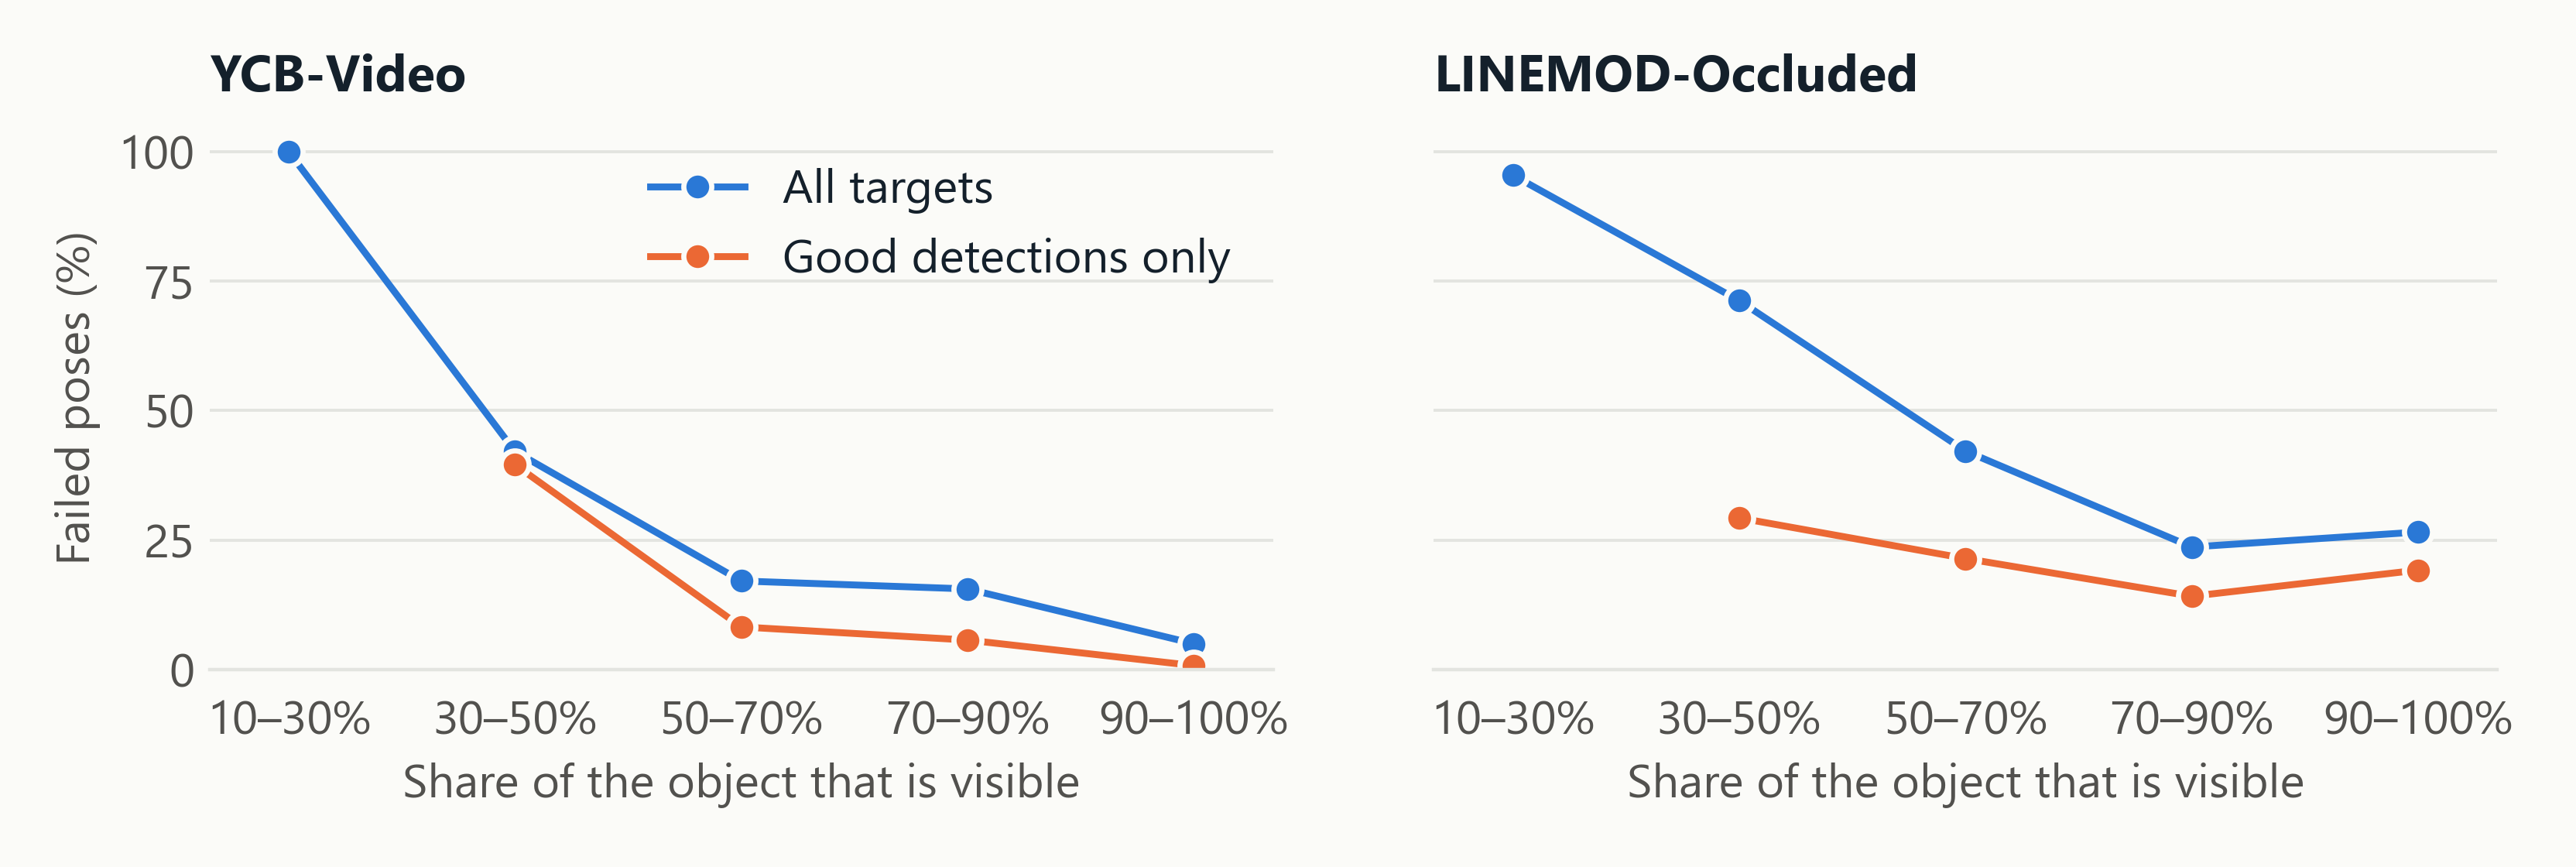 YCB-Video
LINEMOD-Occluded
100
75
50
25
0
Failed poses (%)
All targets
Good detections only
10–30% 30–50% 50–70% 70–90% 90–100%
Share of the object that is visible
10–30% 30–50% 50–70% 70–90% 90–100%
Share of the object that is visible